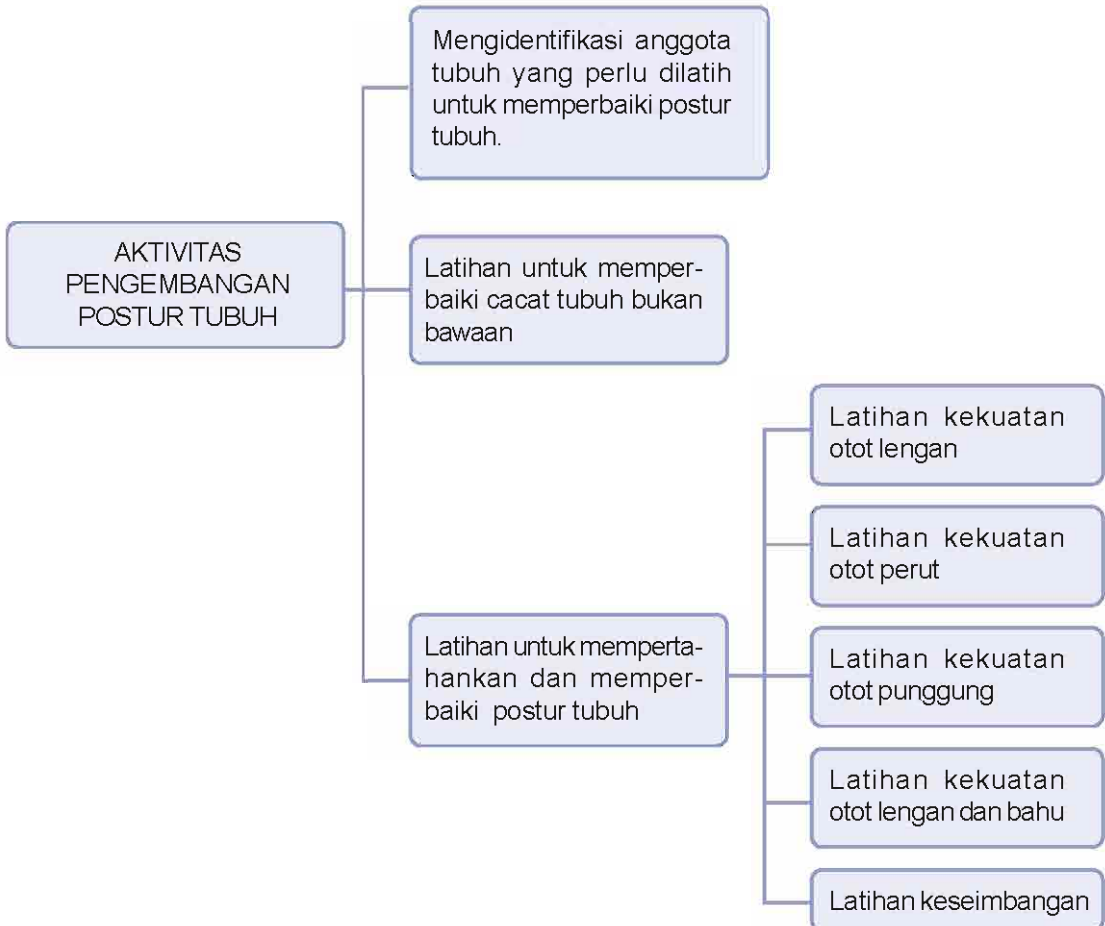 Mengidentifikasi anggota
tubuh yang perlu dilatih
untuk memperbaiki postur
tubuh.
AKTIVITAS
PENGEMBANGAN
POSTUR TUBUH
Latihan untuk memper-
baiki cacat tubuh bukan
bawaan
Latihan untuk memperta-
hankan dan memper-
baiki postur tubuh
Latihan kekuatan
otot lengan
Latihan kekuatan
otot perut
Latihan kekuatan
otot punggung
Latihan kekuatan
otot lengan dan bahu
Latihan keseimbangan